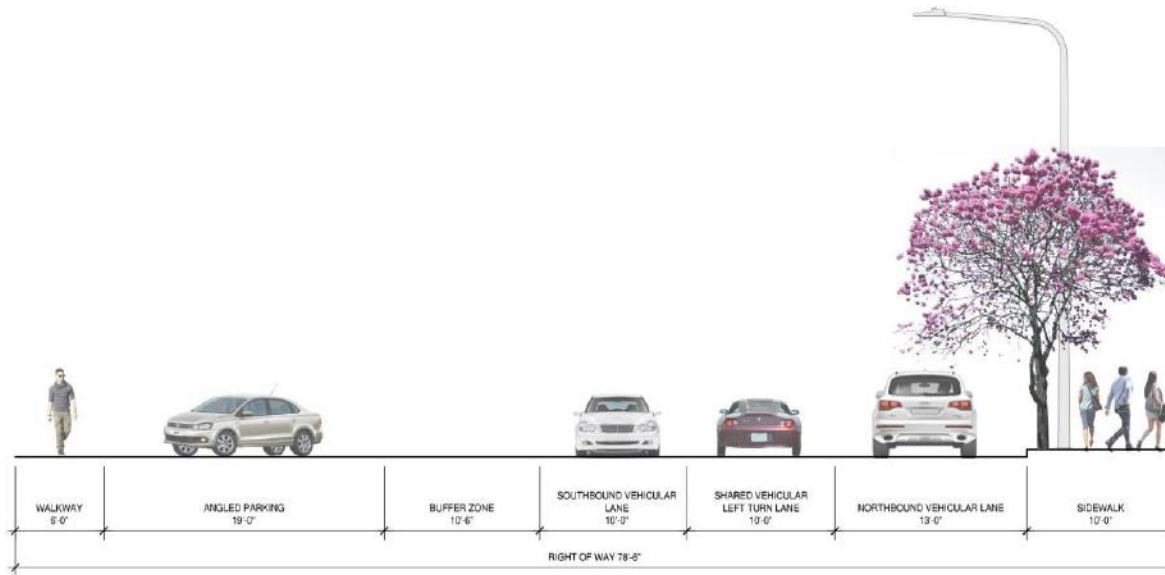 WALKWAY
6'-0"
ANGLED PARKING
19'-0"
BUFFER ZONE
10'-6"
SOUTHBOUND VEHICULAR
LANE
10'-0"
SHARED VEHICULAR
LEFT TURN LANE
10'-0"
NORTHBOUND VEHICULAR LANE
13'-0"
SIDEWALK
10'-0"
RIGHT OF WAY 78'-6"